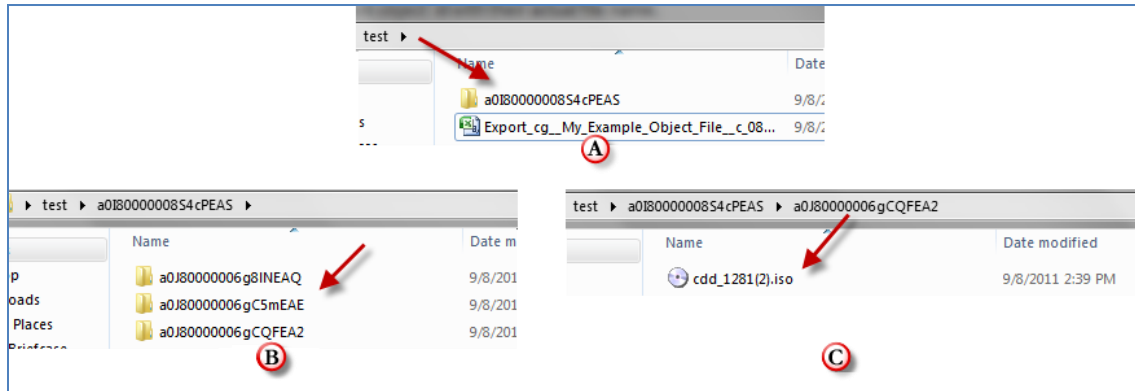 test
Name Date
a0I80000008S4cPEAS 9/8/2
s Export_cg__My_Example_Object_File__c_08... 9/8/2
A
test a0I80000008S4cPEAS
Name Date m
p a0J80000006g8INEAQ 9/8/201
oads a0J80000006gC5mEAE 9/8/201
Places a0J80000006gCQFEA2 9/8/201
Briefcase
B
test a0I80000008S4cPEAS a0J80000006gCQFEA2
Name Date modified
cdd_1281(2).iso 9/8/2011 2:39 PM
C